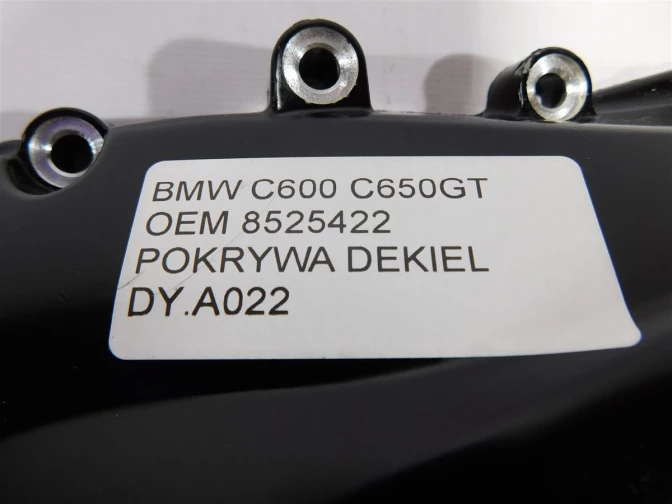 BMW C600 C650GT
OEM 8525422
POKRYWA DEKIEL
DY.A022